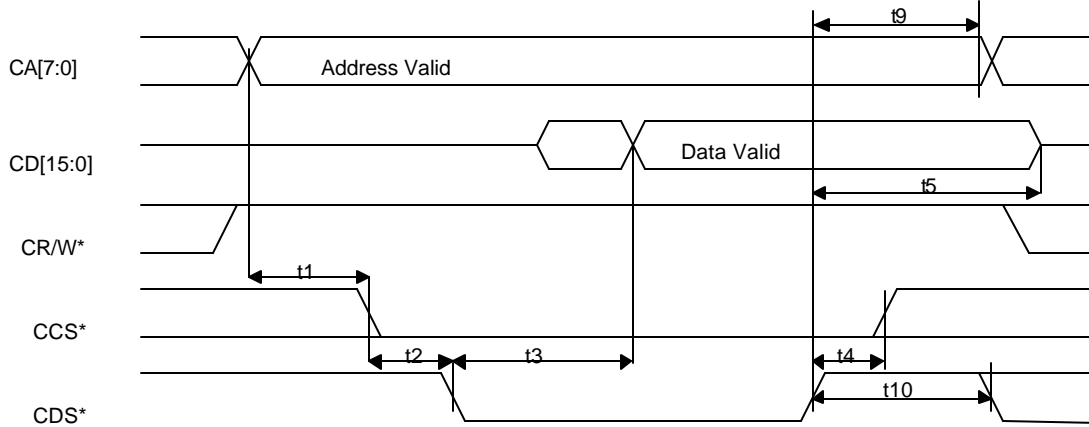 t9
CA[7:0]
Address Valid
CD[15:0]
Data Valid
t5
CR/W*
t1
CCS*
t2
t3
t4
t10
CDS*